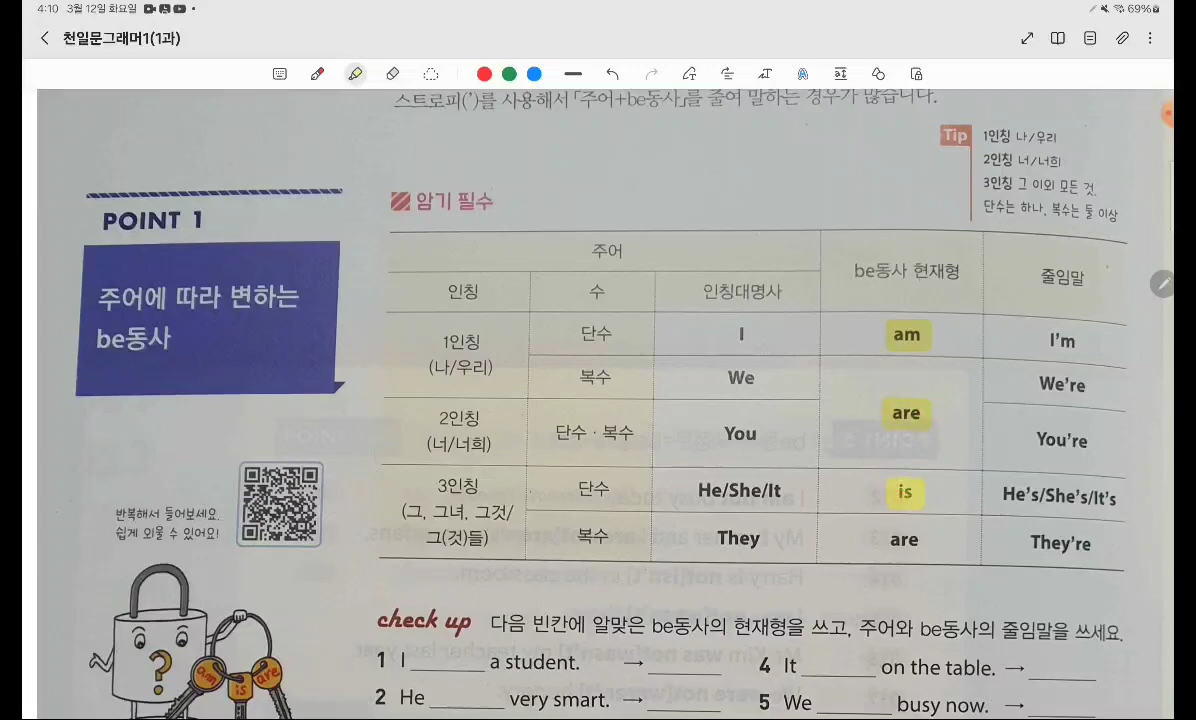 4:10 3월 12일 화요일
69%
천일문그래머1(1과)
스트로피(')를 사용해서 「주어+be동사」를 줄여 말하는 경우가 많습니다.
Tip
1인칭 나/우리
2인칭 너/너희
3인칭 그 이외 모든 것.
단수는 하나, 복수는 둘 이상
POINT 1
주어에 따라 변하는
be동사
반복해서 들어보세요.
쉽게 외울 수 있어요!
암기 필수
주어 be동사 현재형 줄임말
인칭 수 인칭대명사
1인칭
(나/우리)
단수 I am I'm
복수 We are We're
2인칭
(너/너희)
단수·복수 You You're
3인칭
(그, 그녀, 그것/
그(것)들)
단수 He/She/It is He's/She's/It's
복수 They are They're
am is are
check up 다음 빈칸에 알맞은 be동사의 현재형을 쓰고, 주어와 be동사의 줄임말을 쓰세요.
1 I ________ a student. → ________
2 He ________ very smart. → ________
4 It ________ on the table. → ________
5 We ________ busy now. → ________